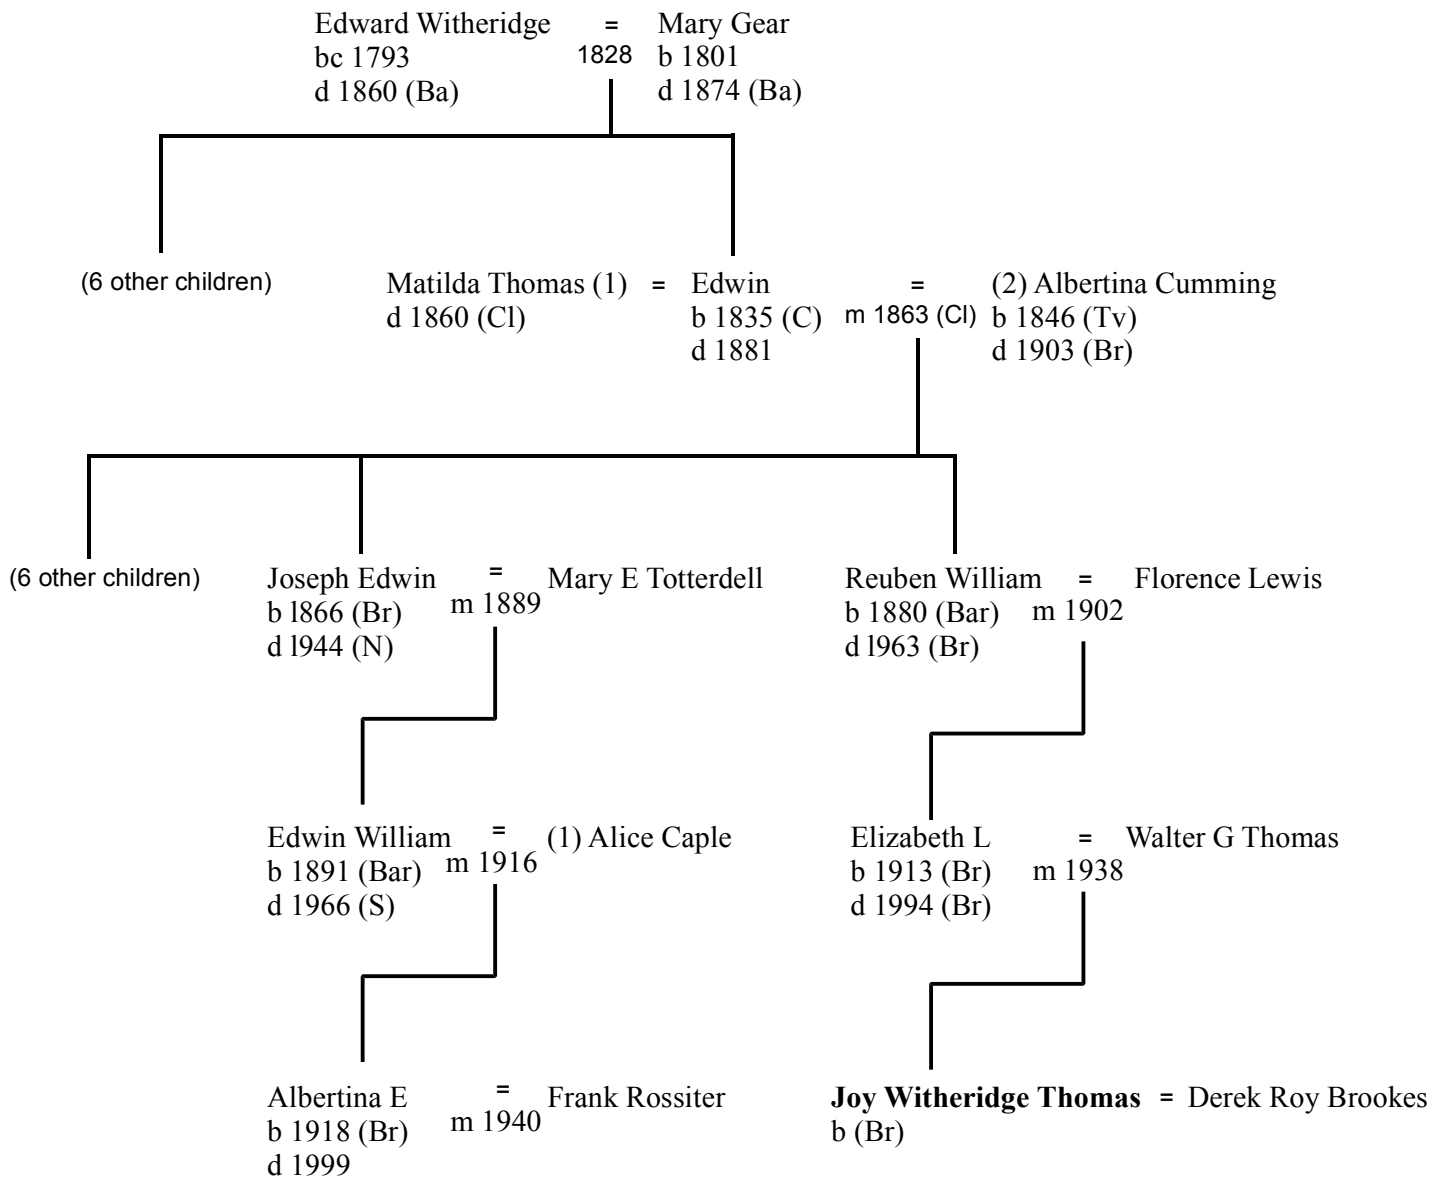 Edward Witheridge = Mary Gear
bc 1793 1828 b 1801
d 1860 (Ba) d 1874 (Ba)
(6 other children) Matilda Thomas (1) = Edwin = (2) Albertina Cumming
d 1860 (Cl) b 1835 (C) m 1863 (Cl) b 1846 (Tv)
d 1881 d 1903 (Br)
(6 other children) Joseph Edwin = Mary E Totterdell Reuben William = Florence Lewis
b l866 (Br) m 1889 b 1880 (Bar) m 1902
d l944 (N) d l963 (Br)
Edwin William = (1) Alice Caple Elizabeth L = Walter G Thomas
b 1891 (Bar) m 1916 b 1913 (Br) m 1938
d 1966 (S) d 1994 (Br)
Albertina E = Frank Rossiter Joy Witheridge Thomas = Derek Roy Brookes
b 1918 (Br) m 1940 b (Br)
d 1999